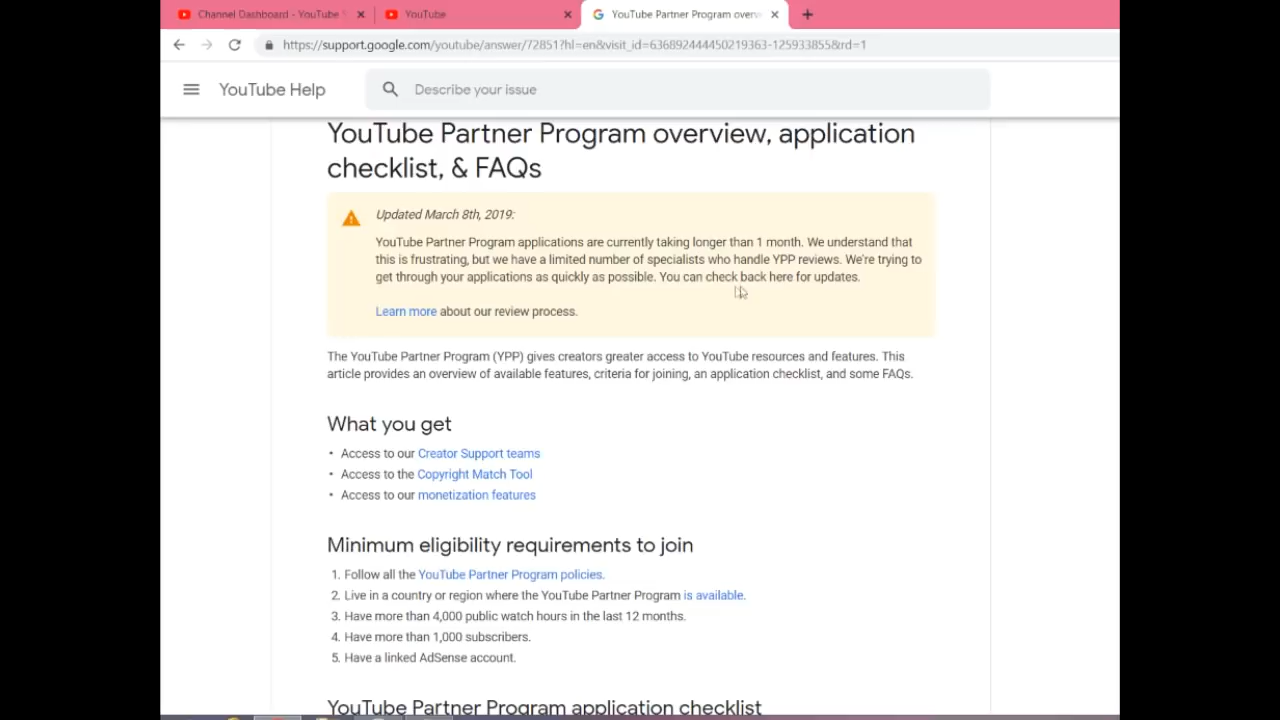 Channel Dashboard - YouTube
YouTube
YouTube Partner Program overv
https://support.google.com/youtube/answer/72851?hl=en&visit_id=636892444450219363-125933855&rd=1
YouTube Help
Describe your issue
YouTube Partner Program overview, application
checklist, & FAQs
Updated March 8th, 2019:
YouTube Partner Program applications are currently taking longer than 1 month. We understand that
this is frustrating, but we have a limited number of specialists who handle YPP reviews. We're trying to
get through your applications as quickly as possible. You can check back here for updates.
Learn more about our review process.
The YouTube Partner Program (YPP) gives creators greater access to YouTube resources and features. This
article provides an overview of available features, criteria for joining, an application checklist, and some FAQs.
What you get
• Access to our Creator Support teams
• Access to the Copyright Match Tool
• Access to our monetization features
Minimum eligibility requirements to join
1. Follow all the YouTube Partner Program policies.
2. Live in a country or region where the YouTube Partner Program is available.
3. Have more than 4,000 public watch hours in the last 12 months.
4. Have more than 1,000 subscribers.
5. Have a linked AdSense account.
YouTube Partner Program application checklist